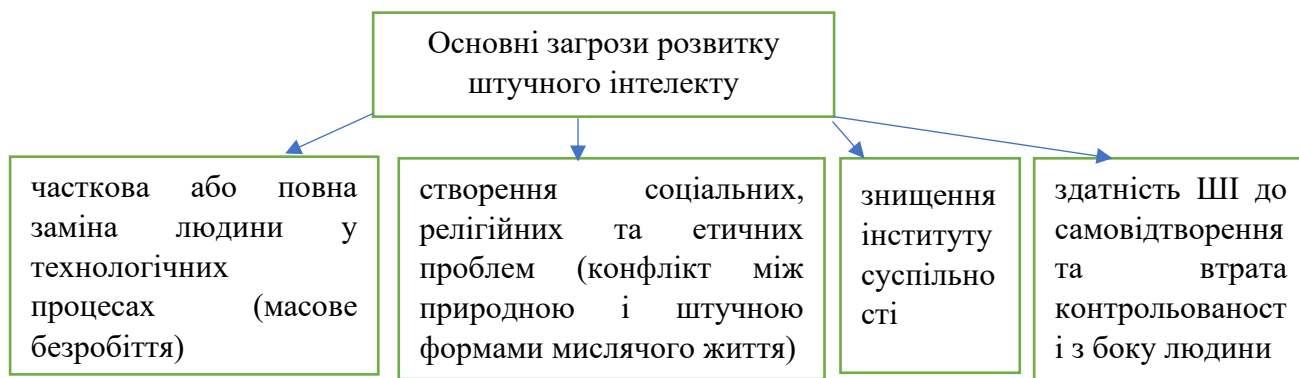 Основні загрози розвитку
штучного інтелекту
часткова або повна
заміна людини у
технологічних
процесах (масове
безробіття)
створення соціальних,
релігійних та етичних
проблем (конфлікт між
природною і штучною
формами мислячого життя)
знищення
інституту
суспільно
сті
здатність ШІ до
самовідтворення
та втрата
контрольованост
і з боку людини